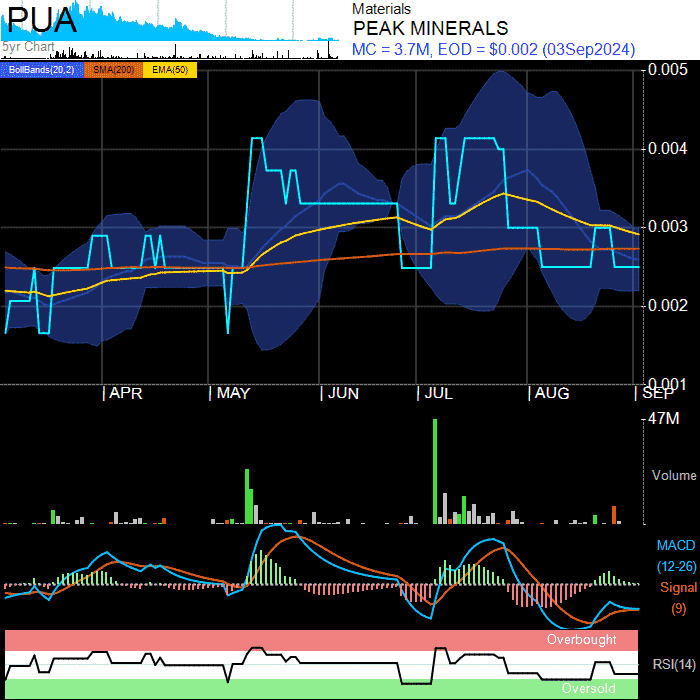 PUA
5yr Chart
Materials
PEAK MINERALS
MC = 3.7M, EOD = $0.002 (03Sep2024)
BollBands(20,2) SMA(200) EMA(50)
0.005
0.004
0.003
0.002
0.001
APR MAY JUN JUL AUG SEP
47M
Volume
MACD
(12-26)
Signal
(9)
Overbought
RSI(14)
Oversold